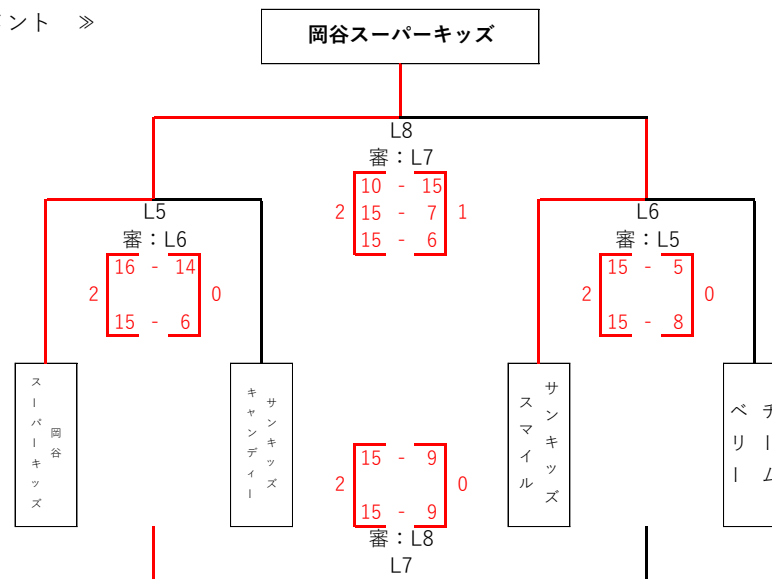 ント ≫
岡谷スーパーキッズ
L8
審：L7
10 - 15
2 15 - 7 1
15 - 6
L5
審：L6
16 - 14
2 0
15 - 6
L6
審：L5
15 - 5
2 0
15 - 8
岡谷
スーパーキッズ
サンキッズ
キャンディー
サンキッズ
スマイル
チーム
ベリー
15 - 9
2 0
15 - 9
審：L8
L7